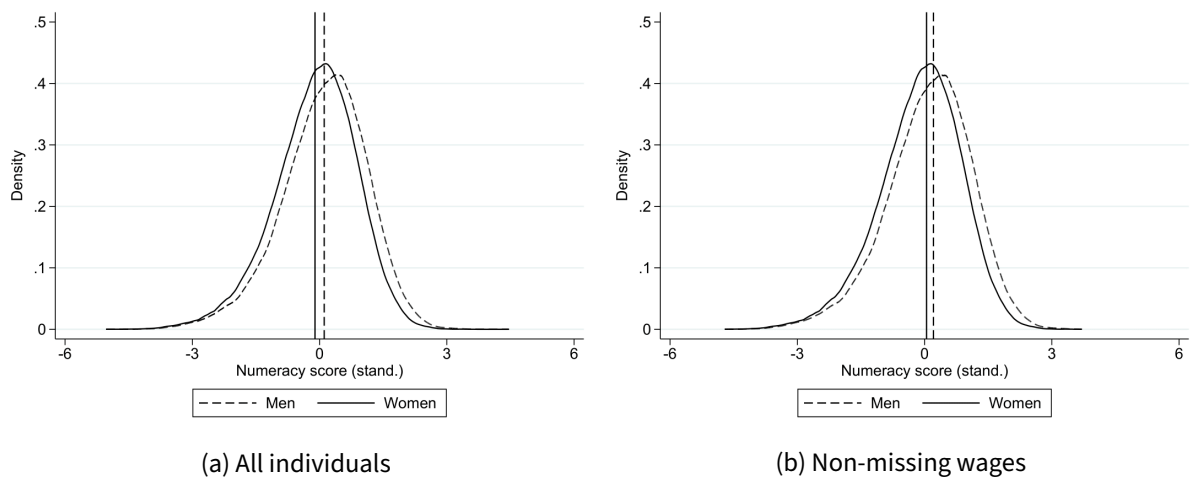 .5
.4
.3
.2
.1
0
Density
-6 -3 0 3 6
Numeracy score (stand.)
Men Women
(a) All individuals
.5
.4
.3
.2
.1
0
Density
-6 -3 0 3 6
Numeracy score (stand.)
Men Women
(b) Non-missing wages